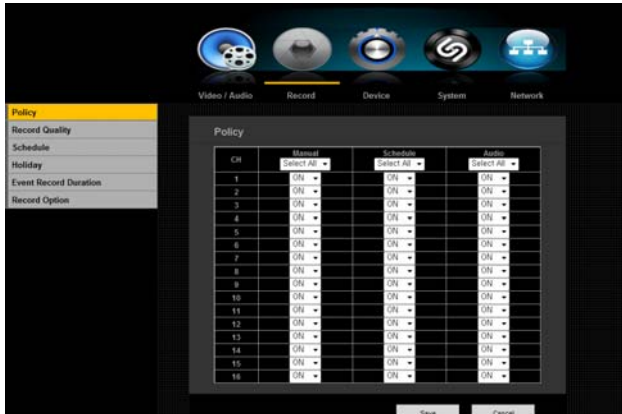 Video / Audio Record Device System Network
Policy
Record Quality
Schedule
Holiday
Event Record Duration
Record Option
Policy
CH Manual Schedule Audio
Select All Select All Select All
1 ON ON ON
2 ON ON ON
3 ON ON ON
4 ON ON ON
5 ON ON ON
6 ON ON ON
7 ON ON ON
8 ON ON ON
9 ON ON ON
10 ON ON ON
11 ON ON ON
12 ON ON ON
13 ON ON ON
14 ON ON ON
15 ON ON ON
16 ON ON ON
Save Cancel